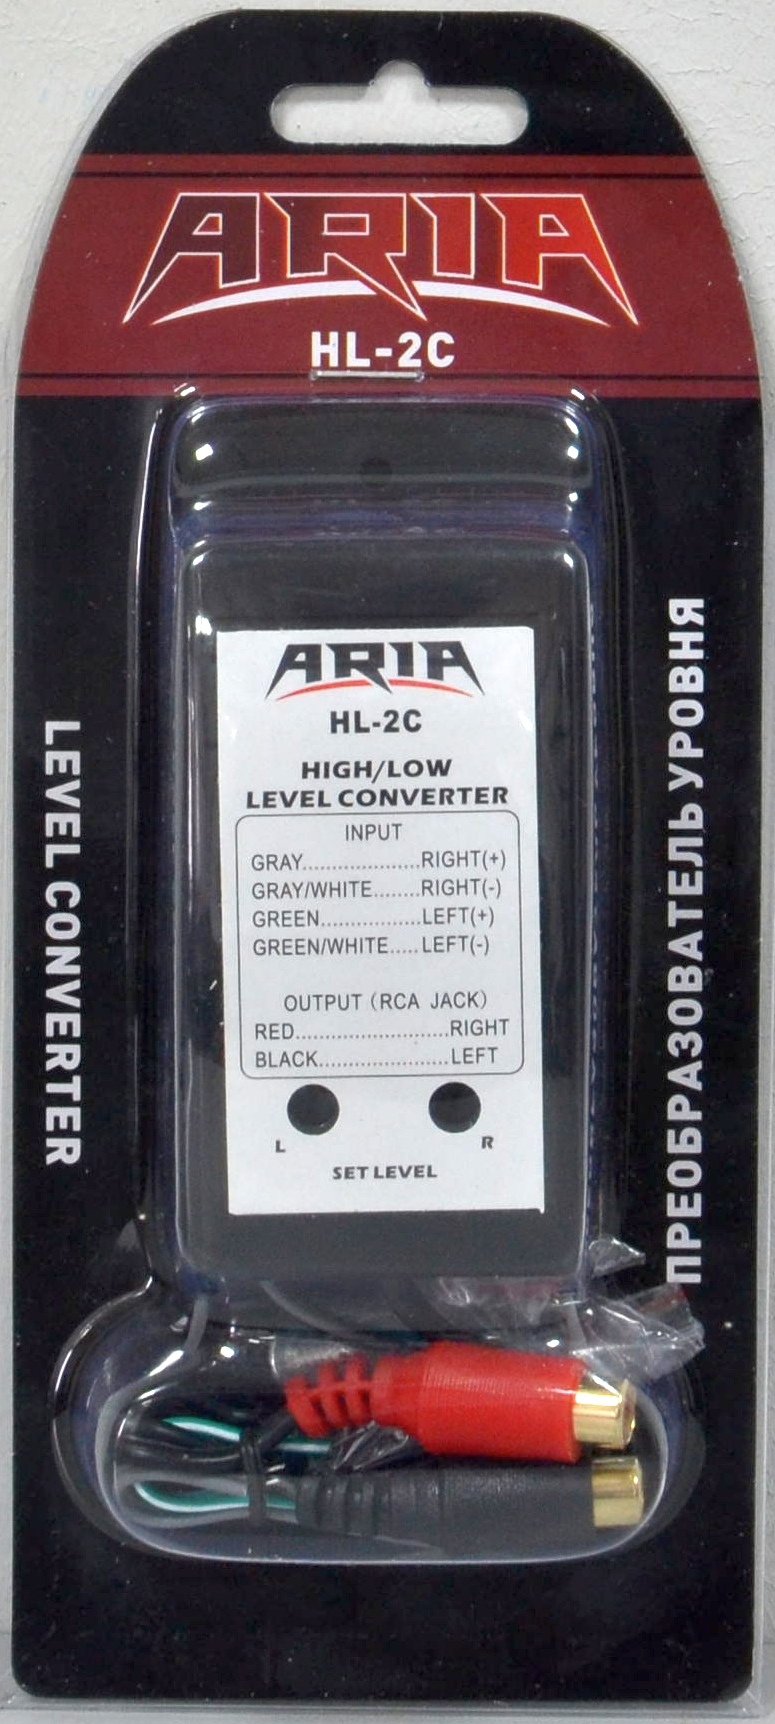 ARIA
HL-2C
ARIA
HL-2C
HIGH/LOW
LEVEL CONVERTER
INPUT
GRAY.....................RIGHT(+)
GRAY/WHITE........RIGHT(-)
GREEN..................LEFT(+)
GREEN/WHITE.....LEFT(-)
OUTPUT (RCA JACK)
RED...........................RIGHT
BLACK.......................LEFT
L
R
SET LEVEL
LEVEL CONVERTER
ПРЕОБРАЗОВАТЕЛЬ УРОВНЯ